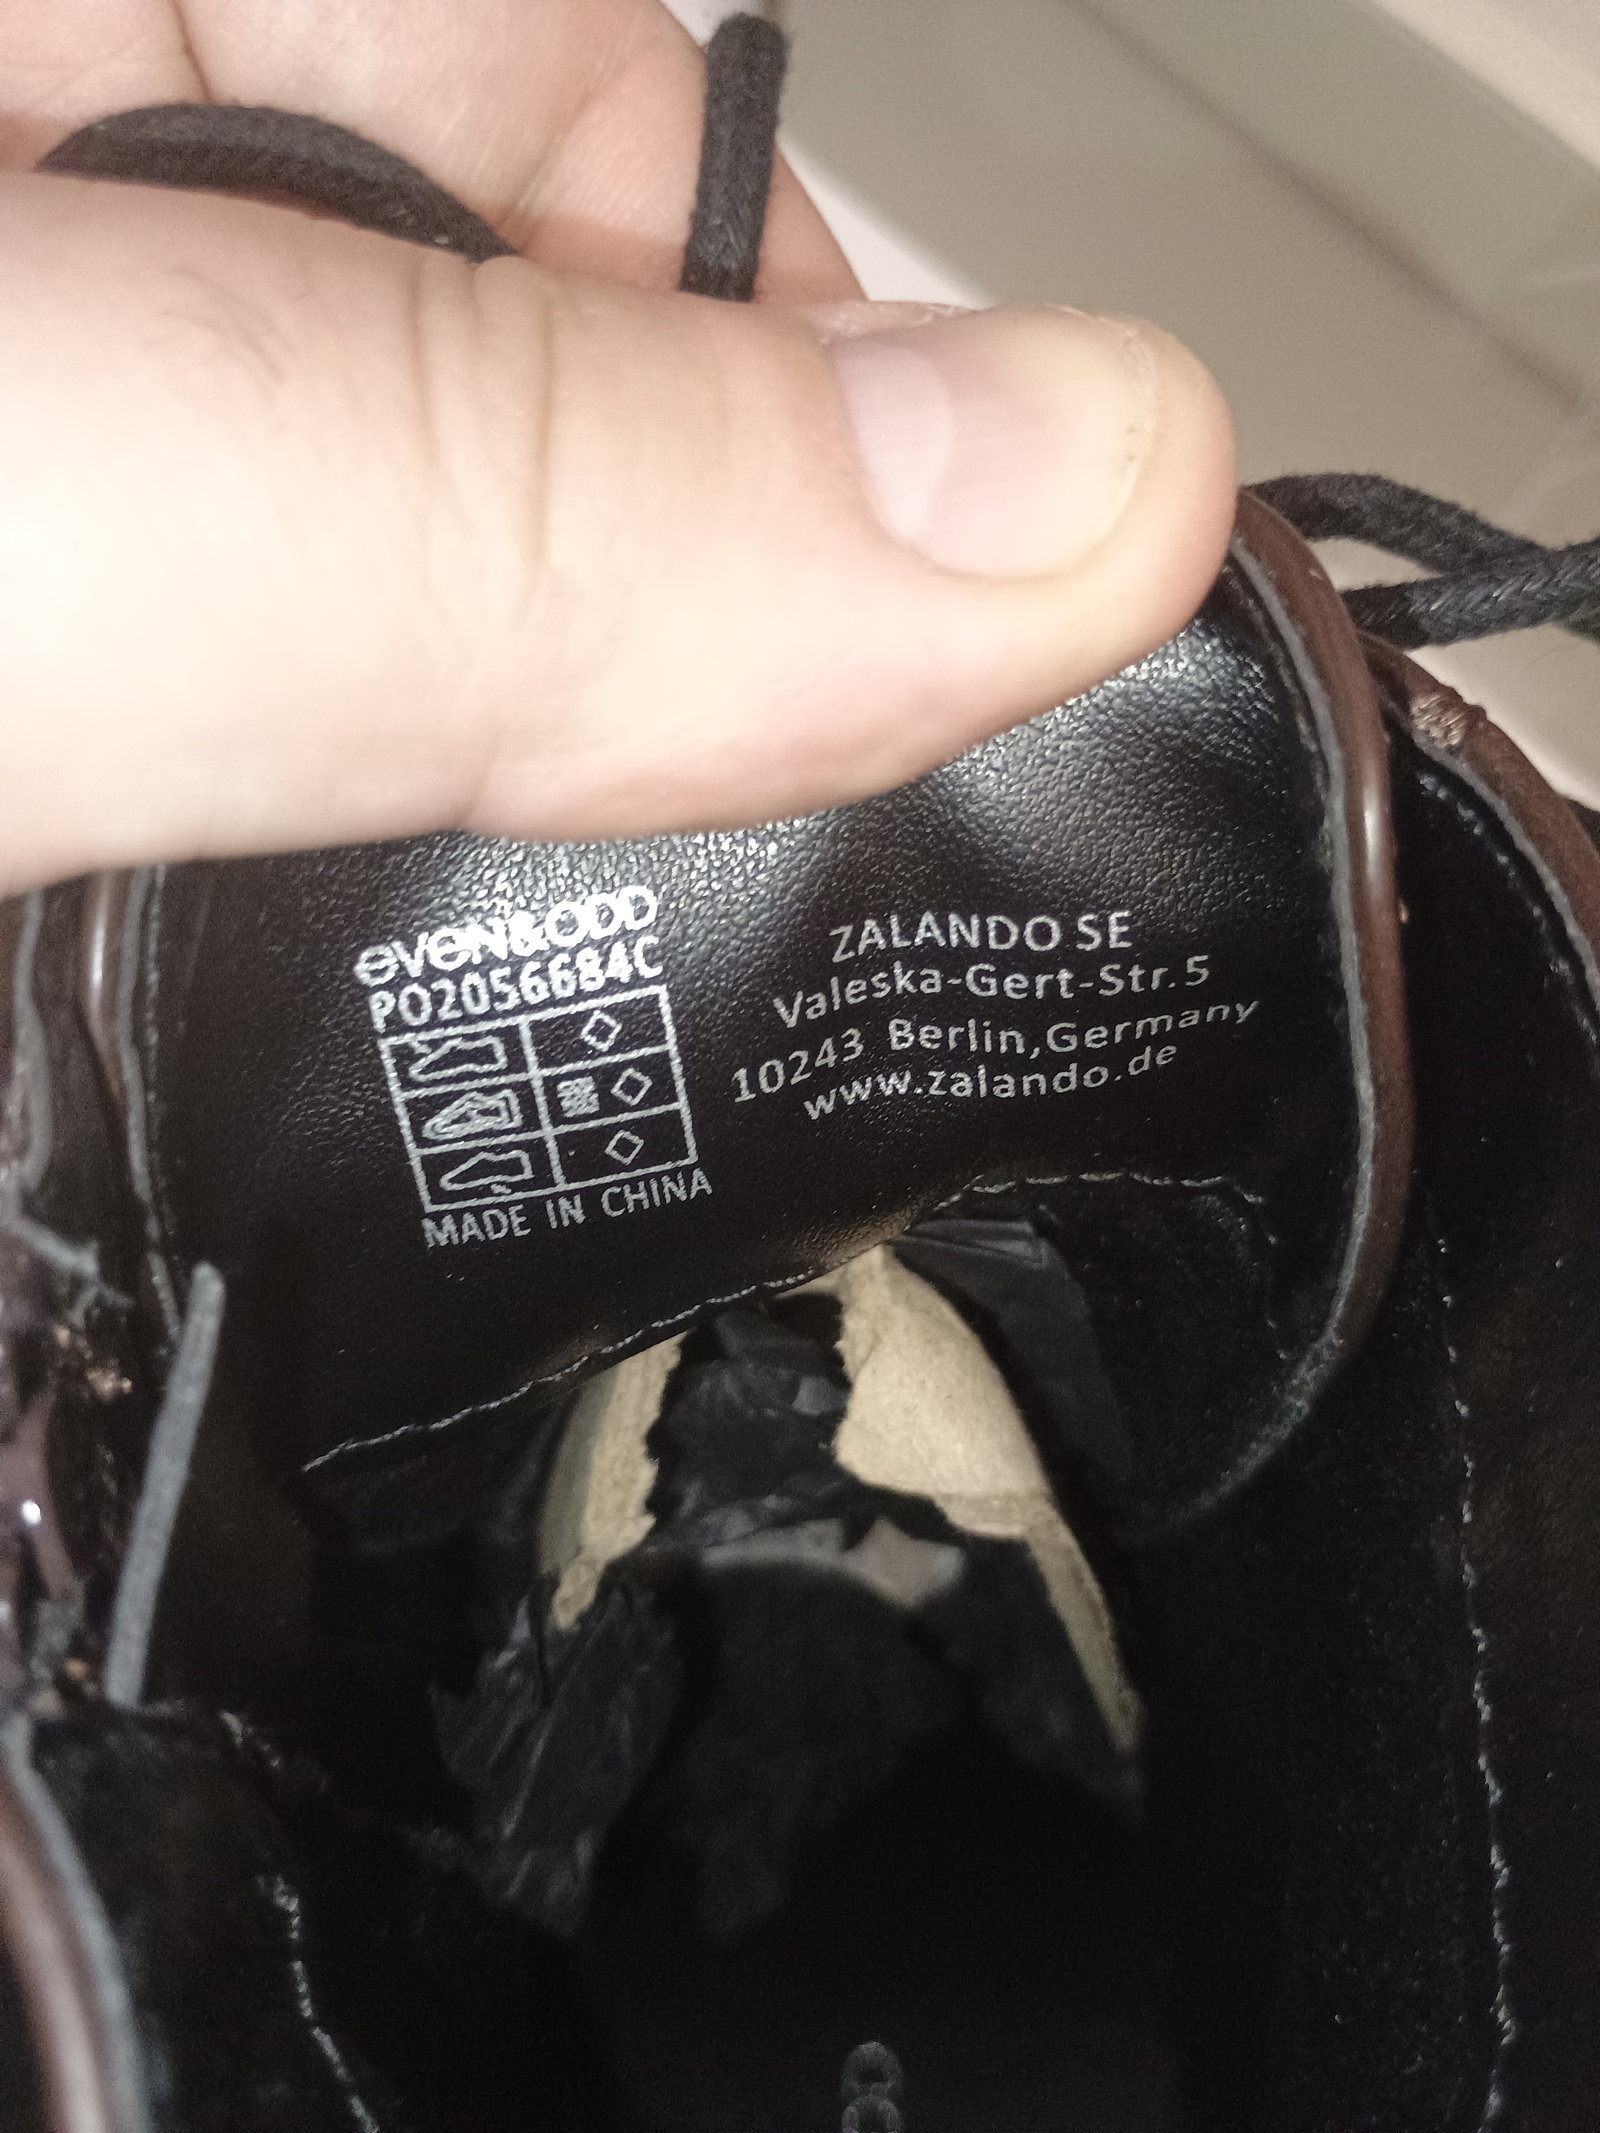 even&ODD
PO2056684C
MADE IN CHINA
ZALANDO SE
Valeska-Gert-Str.5
10243 Berlin,Germany
www.zalando.de